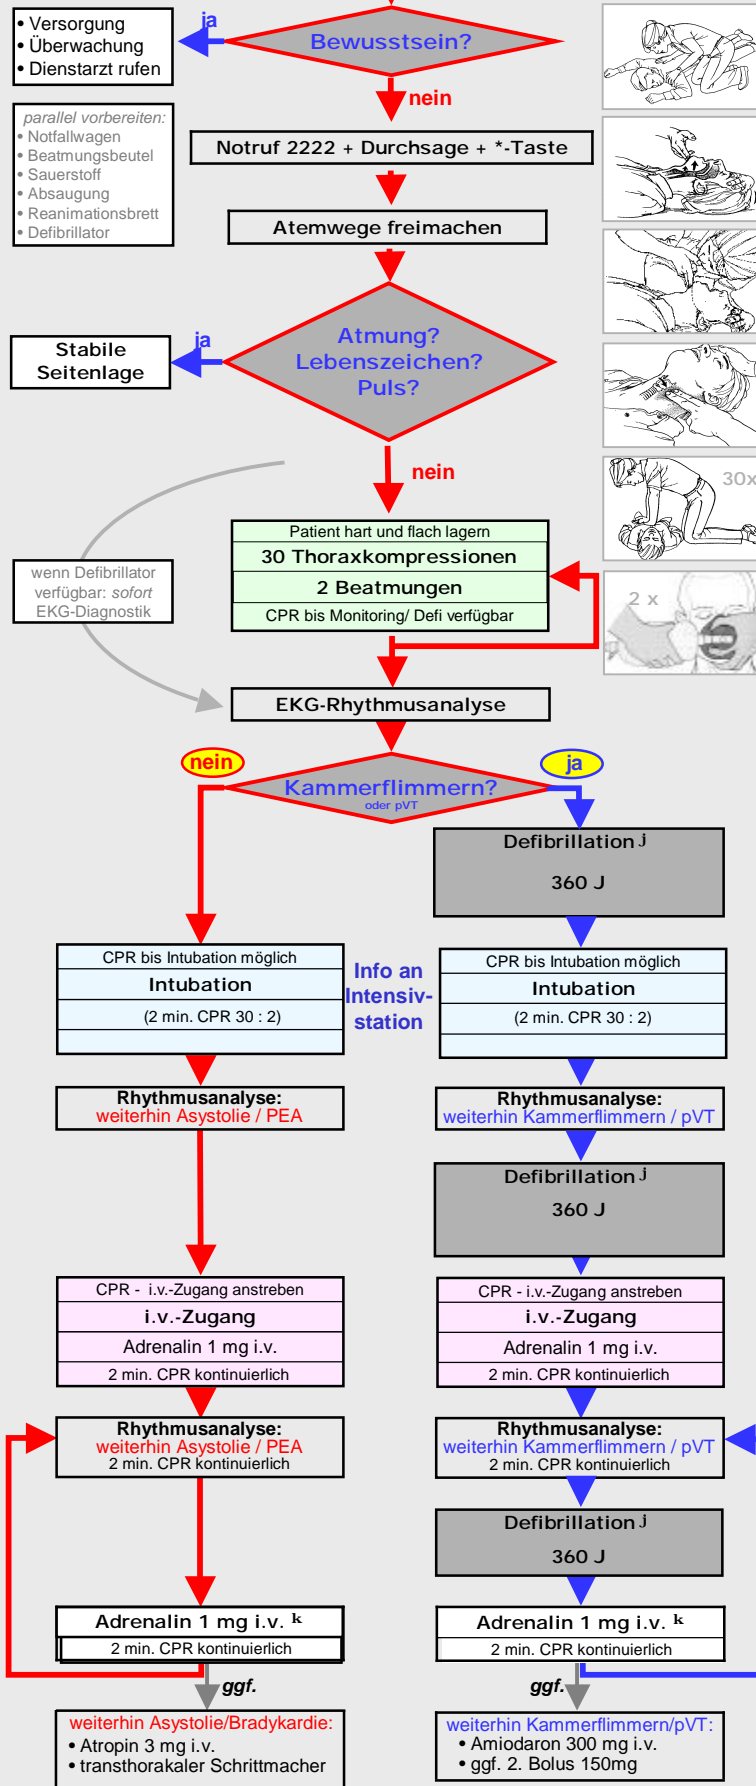 • Versorgung
• Überwachung
• Dienstarzt rufen
ja
Bewusstsein?
nein
parallel vorbereiten:
• Notfallwagen
• Beatmungsbeutel
• Sauerstoff
• Absaugung
• Reanimationsbrett
• Defibrillator
Notruf 2222 + Durchsage + *-Taste
Atemwege freimachen
Stabile
Seitenlage
ja
Atmung?
Lebenszeichen?
Puls?
nein
30x
Patient hart und flach lagern
30 Thoraxkompressionen
2 Beatmungen
CPR bis Monitoring/ Defi verfügbar
wenn Defibrillator
verfügbar: sofort
EKG-Diagnostik
2 x
EKG-Rhythmusanalyse
nein
ja
Kammerflimmern?
oder pVT
Defibrillation j
360 J
CPR bis Intubation möglich
Intubation
(2 min. CPR 30 : 2)
Info an
Intensiv-
station
CPR bis Intubation möglich
Intubation
(2 min. CPR 30 : 2)
Rhythmusanalyse:
weiterhin Asystolie / PEA
Rhythmusanalyse:
weiterhin Kammerflimmern / pVT
Defibrillation j
360 J
CPR - i.v.-Zugang anstreben
i.v.-Zugang
Adrenalin 1 mg i.v.
2 min. CPR kontinuierlich
CPR - i.v.-Zugang anstreben
i.v.-Zugang
Adrenalin 1 mg i.v.
2 min. CPR kontinuierlich
Rhythmusanalyse:
weiterhin Asystolie / PEA
2 min. CPR kontinuierlich
Rhythmusanalyse:
weiterhin Kammerflimmern / pVT
2 min. CPR kontinuierlich
Defibrillation j
360 J
Adrenalin 1 mg i.v. k
2 min. CPR kontinuierlich
Adrenalin 1 mg i.v. k
2 min. CPR kontinuierlich
ggf.
ggf.
weiterhin Asystolie/Bradykardie:
• Atropin 3 mg i.v.
• transthorakaler Schrittmacher
weiterhin Kammerflimmern/pVT:
• Amiodaron 300 mg i.v.
• ggf. 2. Bolus 150mg